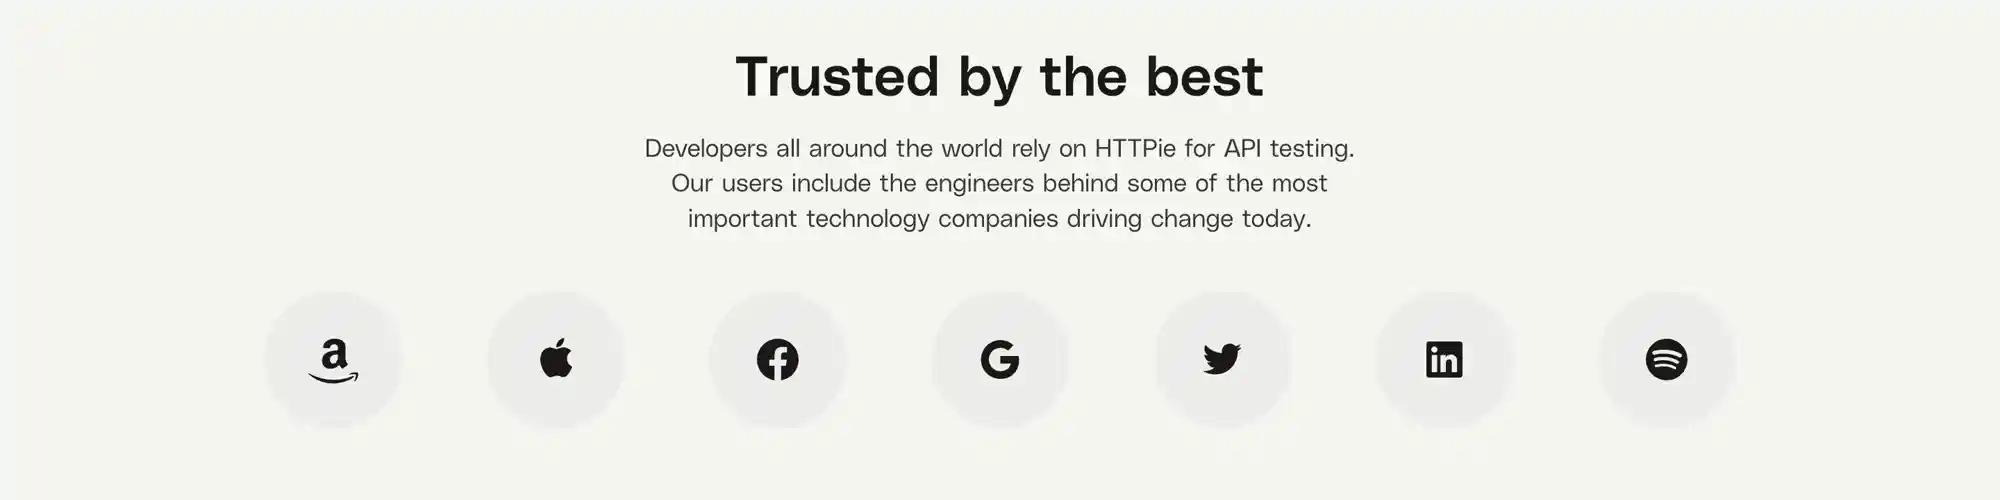 Trusted by the best
Developers all around the world rely on HTTPie for API testing.
Our users include the engineers behind some of the most
important technology companies driving change today.
a f G in